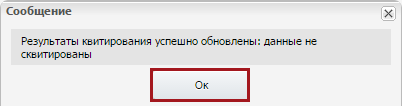 Сообщение
Результаты квитирования успешно обновлены: данные не
сквитированы
Ок